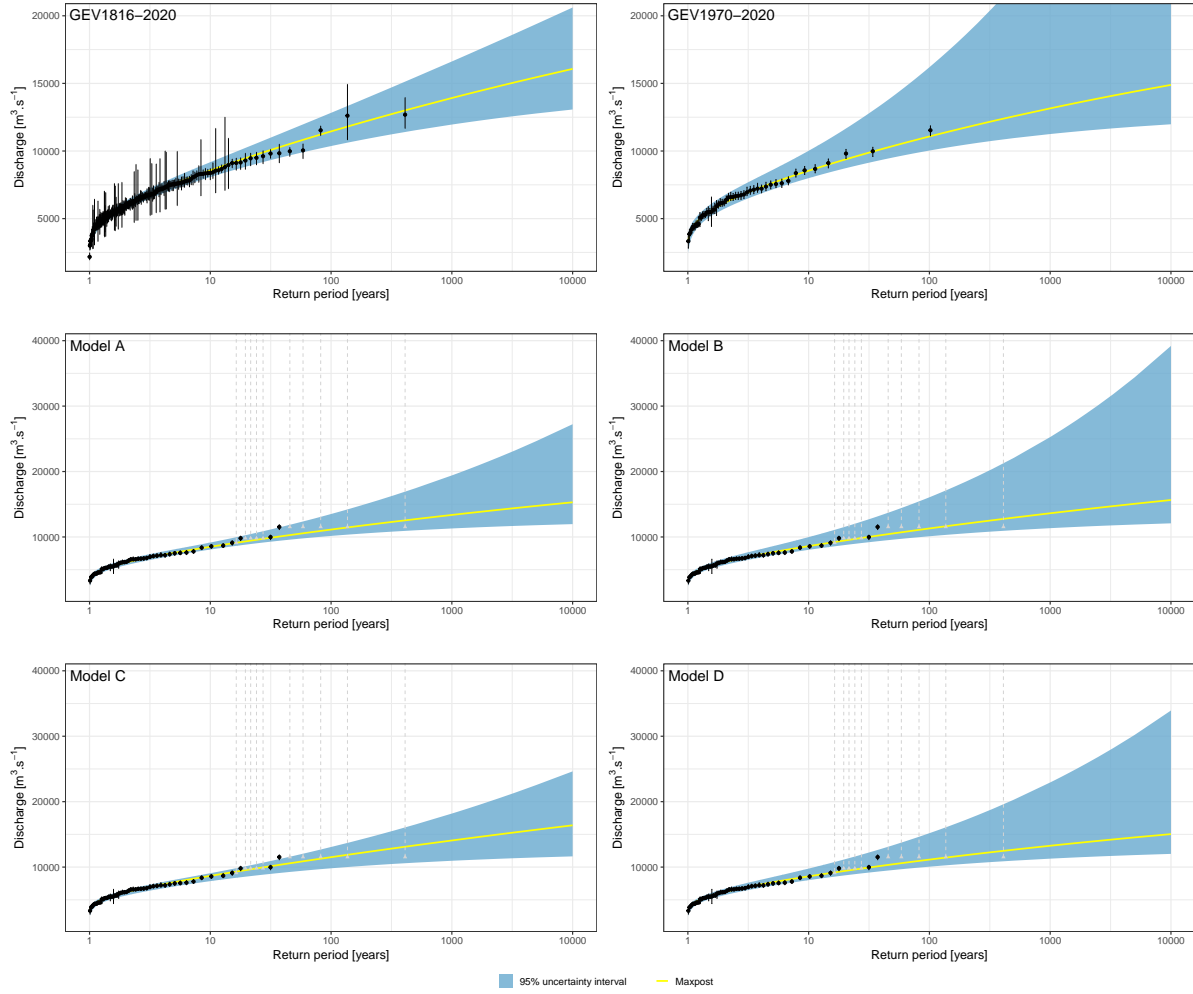 GEV1816−2020
20000
15000
10000
5000
Discharge [m³.s⁻¹]
1 10 100 1000 10000
Return period [years]
GEV1970−2020
20000
15000
10000
5000
Discharge [m³.s⁻¹]
1 10 100 1000 10000
Return period [years]
Model A
40000
30000
20000
10000
0
Discharge [m³.s⁻¹]
1 10 100 1000 10000
Return period [years]
Model B
40000
30000
20000
10000
0
Discharge [m³.s⁻¹]
1 10 100 1000 10000
Return period [years]
Model C
40000
30000
20000
10000
0
Discharge [m³.s⁻¹]
1 10 100 1000 10000
Return period [years]
Model D
40000
30000
20000
10000
0
Discharge [m³.s⁻¹]
1 10 100 1000 10000
Return period [years]
95% uncertainty interval Maxpost